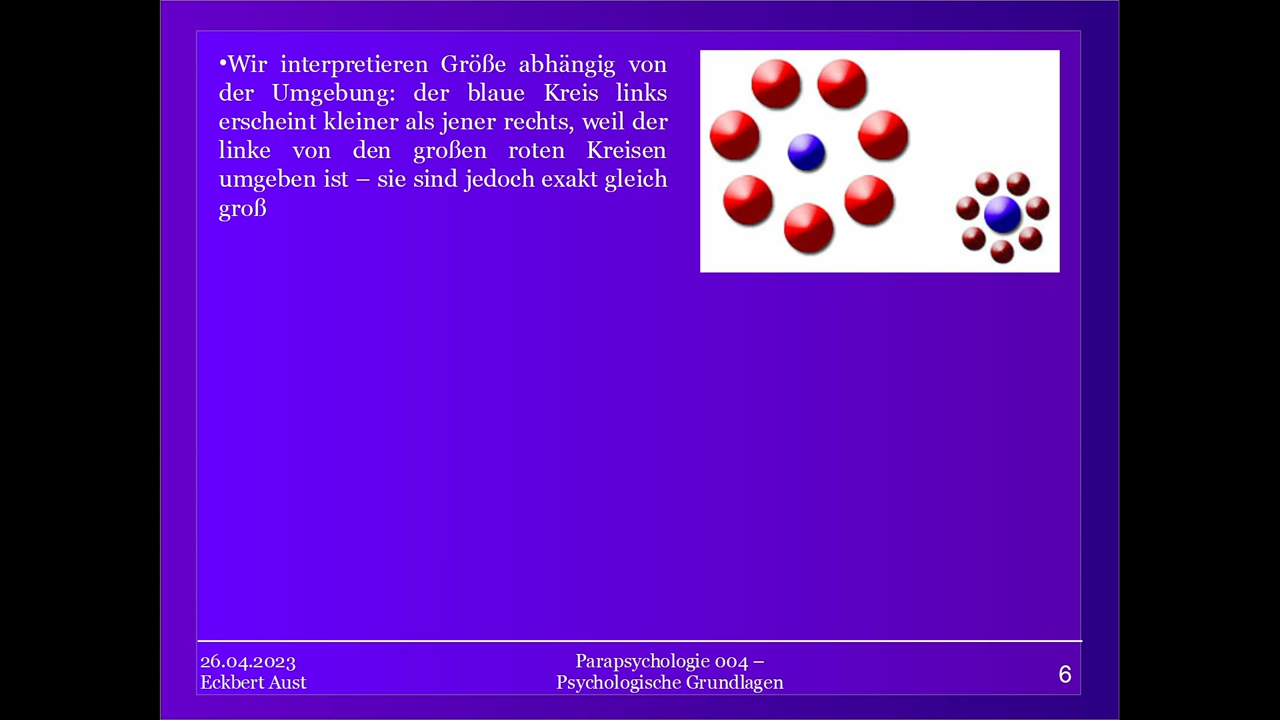 •Wir interpretieren Größe abhängig von
der Umgebung: der blaue Kreis links
erscheint kleiner als jener rechts, weil der
linke von den großen roten Kreisen
umgeben ist – sie sind jedoch exakt gleich
groß
26.04.2023
Eckbert Aust
Parapsychologie 004 –
Psychologische Grundlagen
6